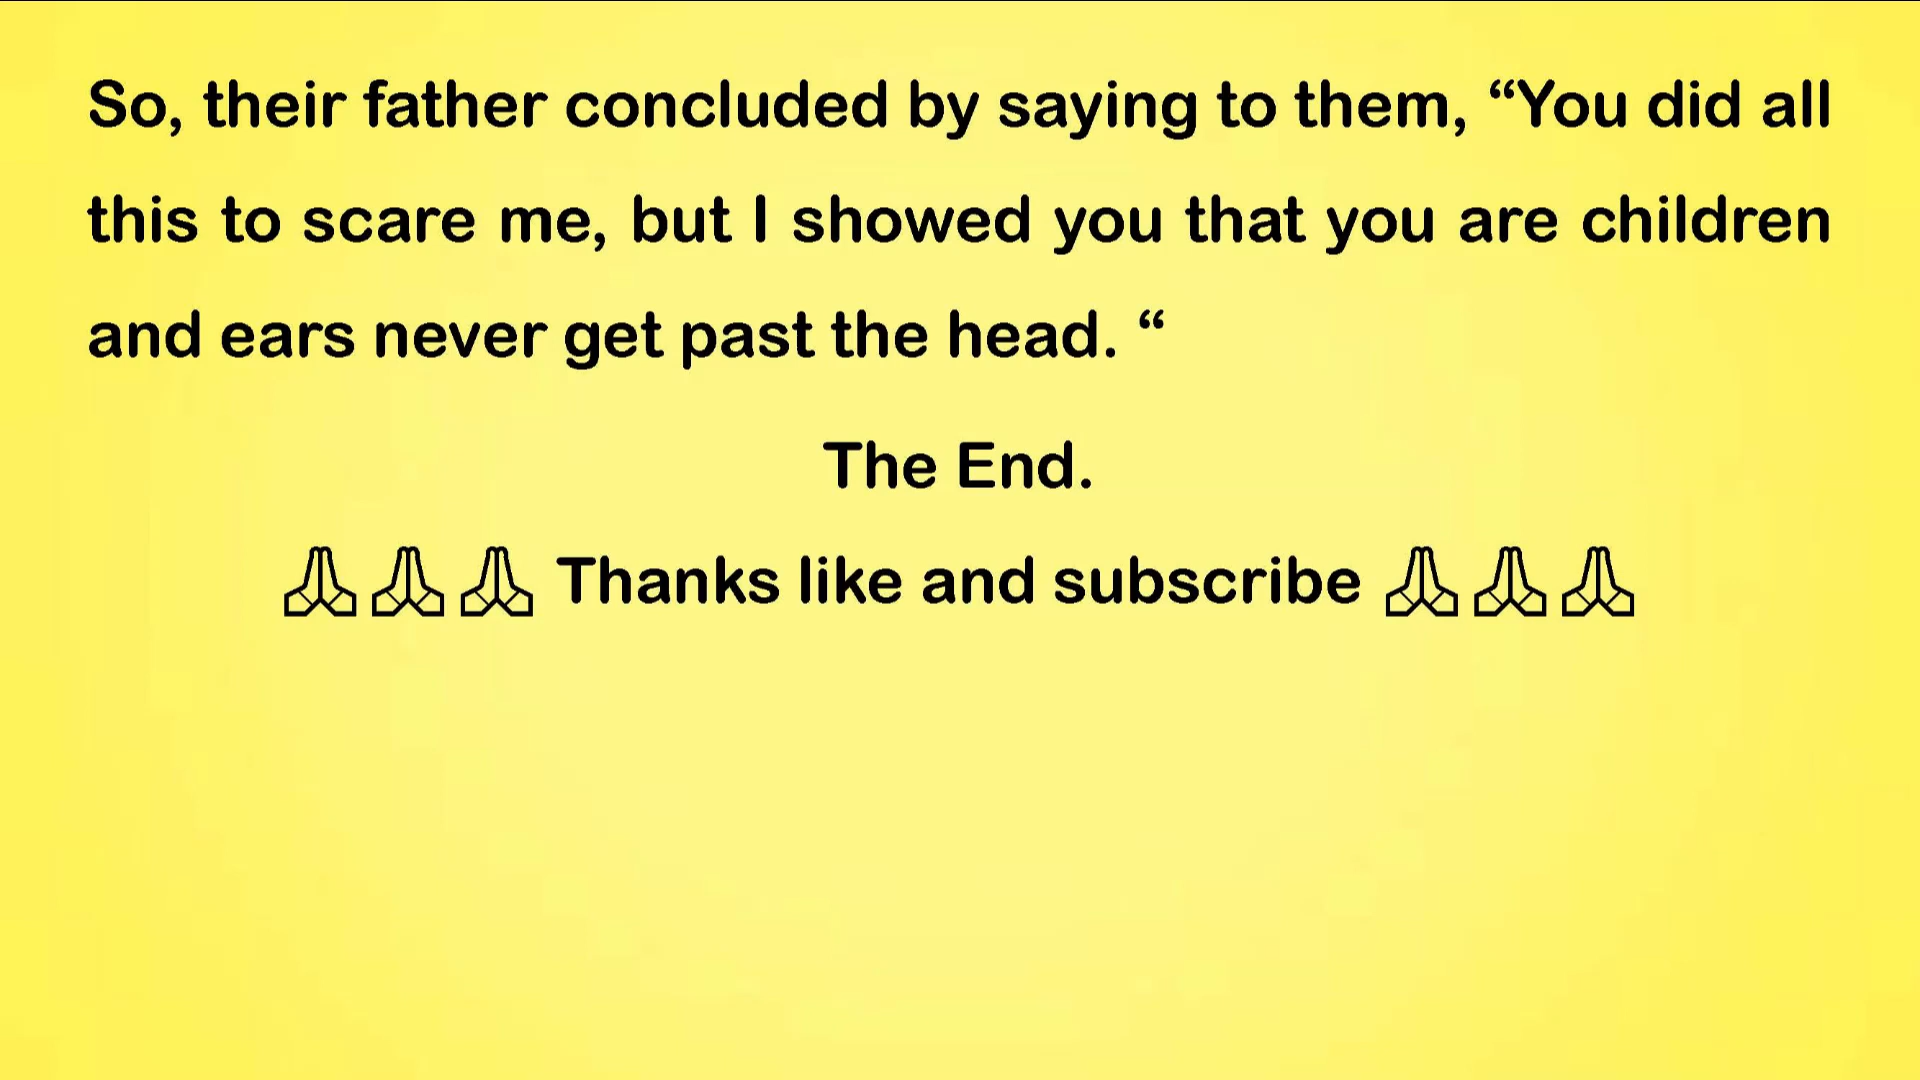 So, their father concluded by saying to them, “You did all
this to scare me, but I showed you that you are children
and ears never get past the head. “
The End.
🙏🙏🙏 Thanks like and subscribe 🙏🙏🙏